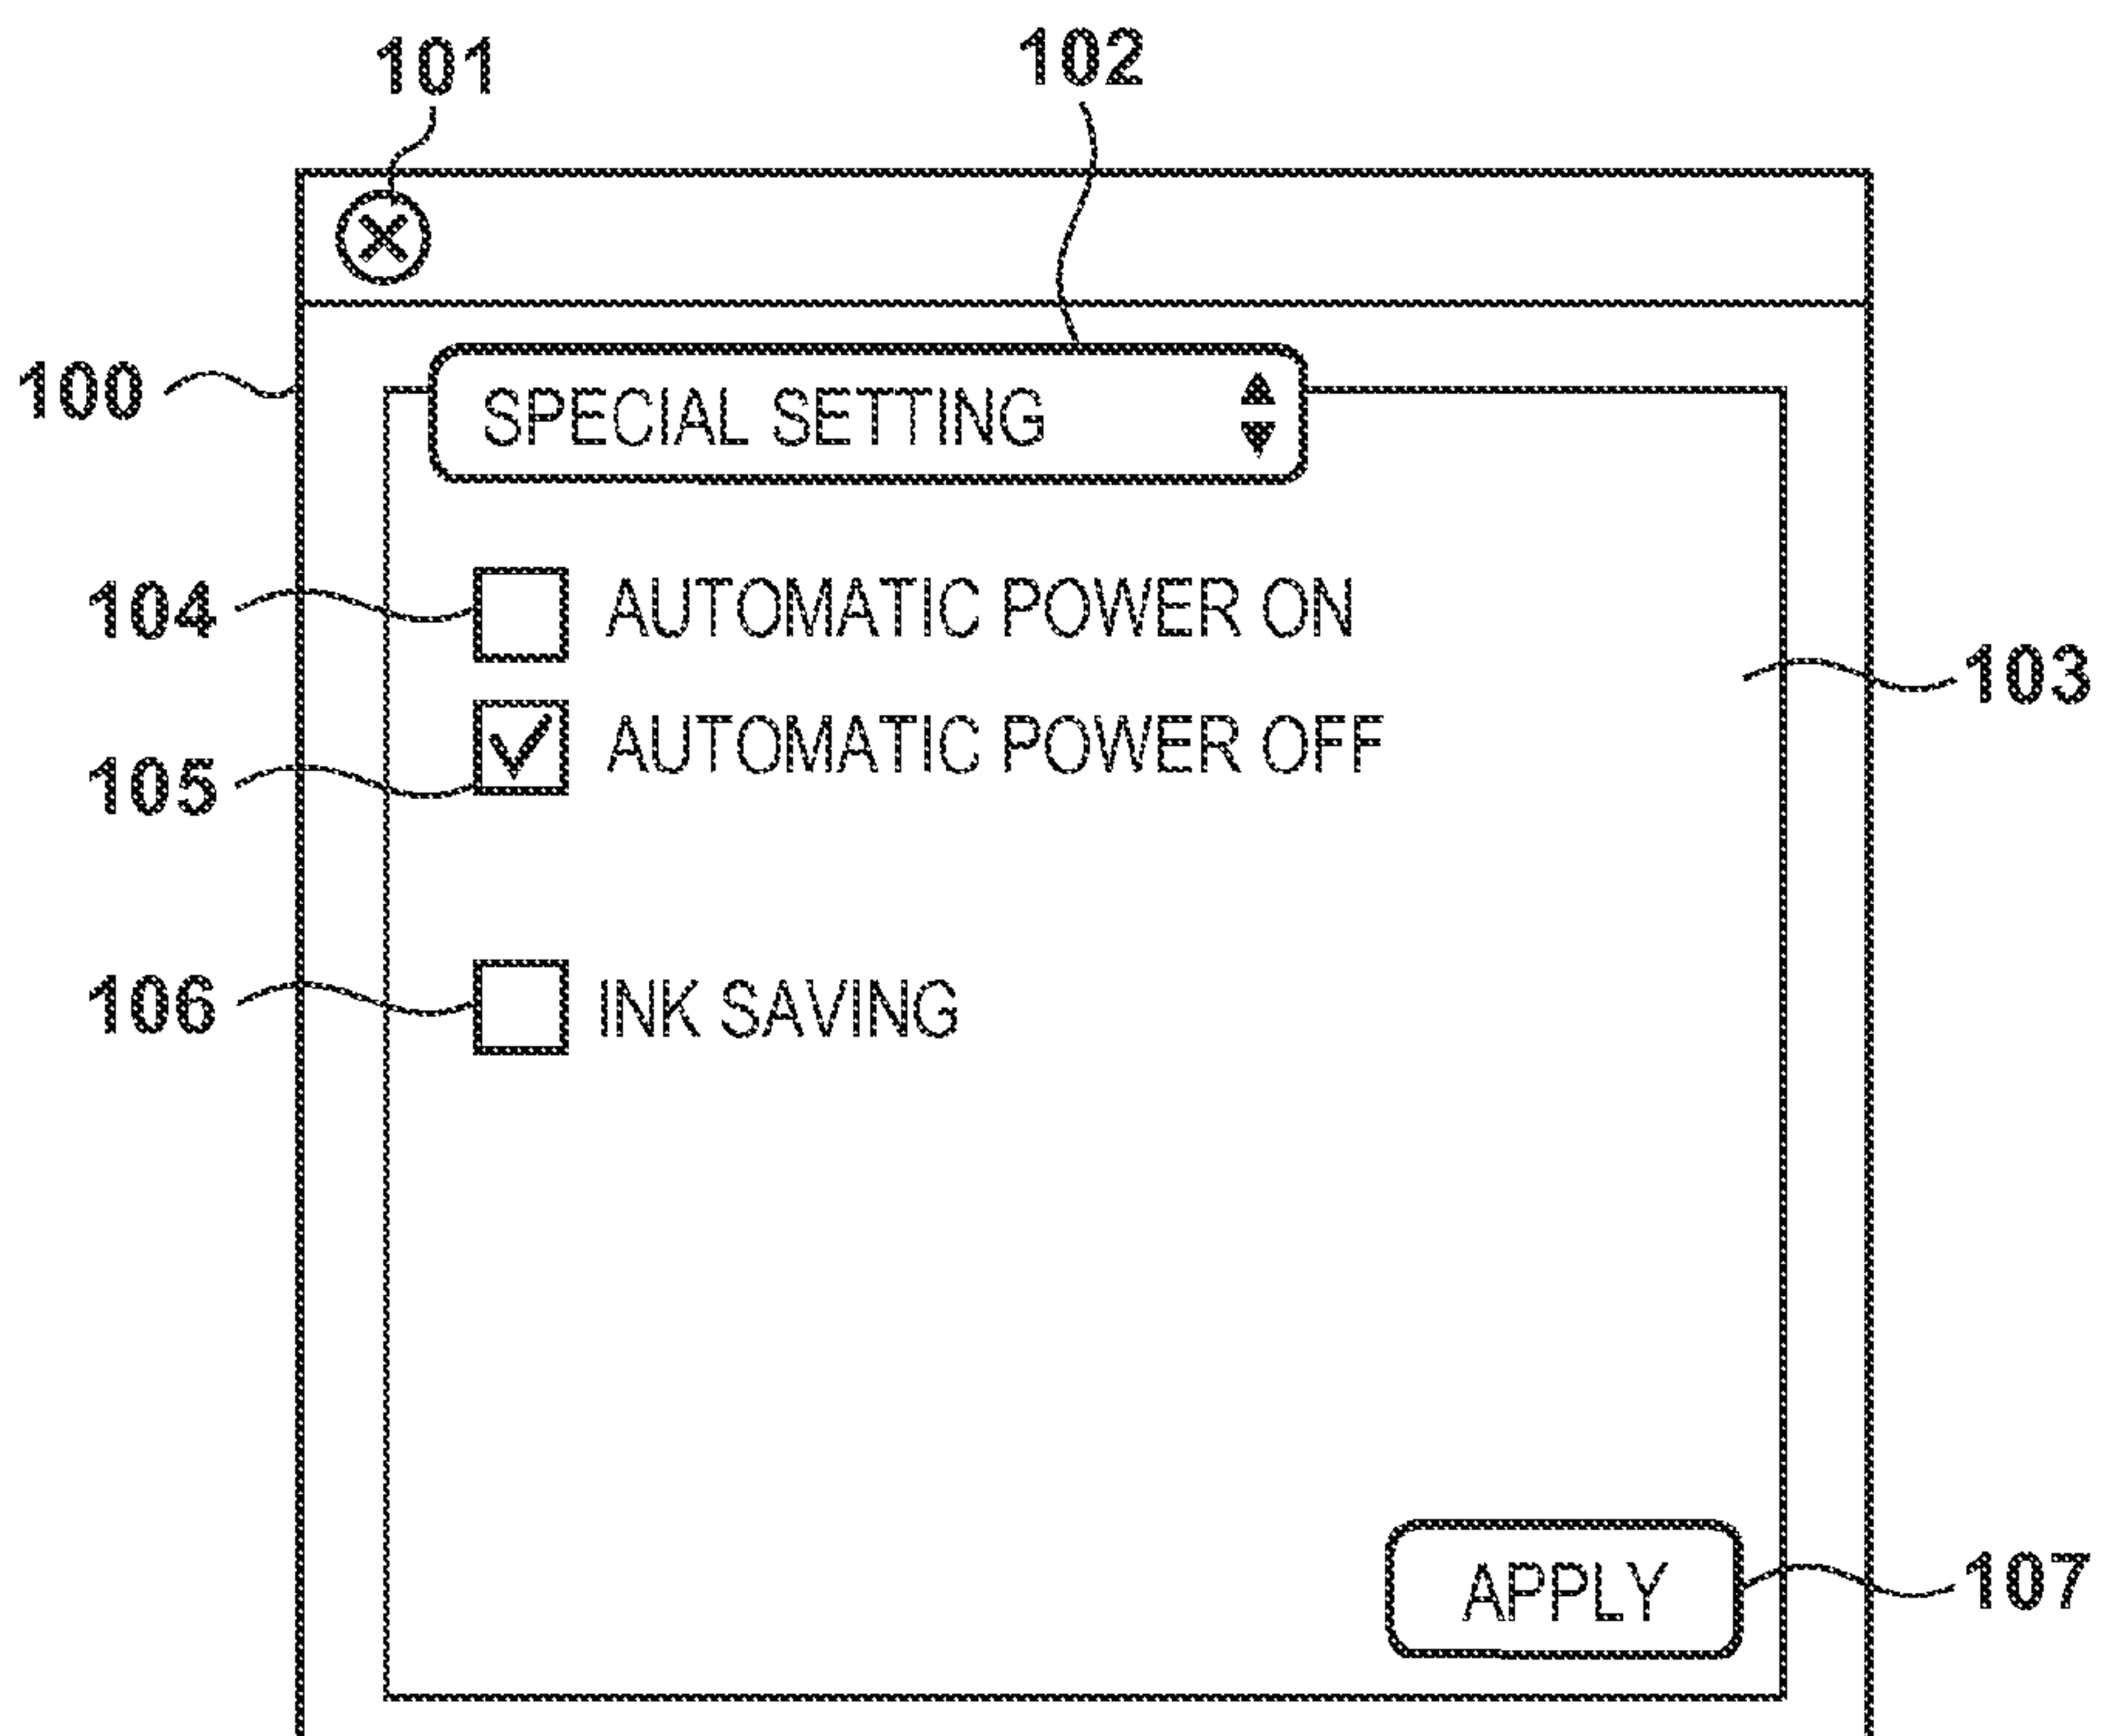 101
102
100
SPECIAL SETTING
104
AUTOMATIC POWER ON
103
105
AUTOMATIC POWER OFF
106
INK SAVING
APPLY
107